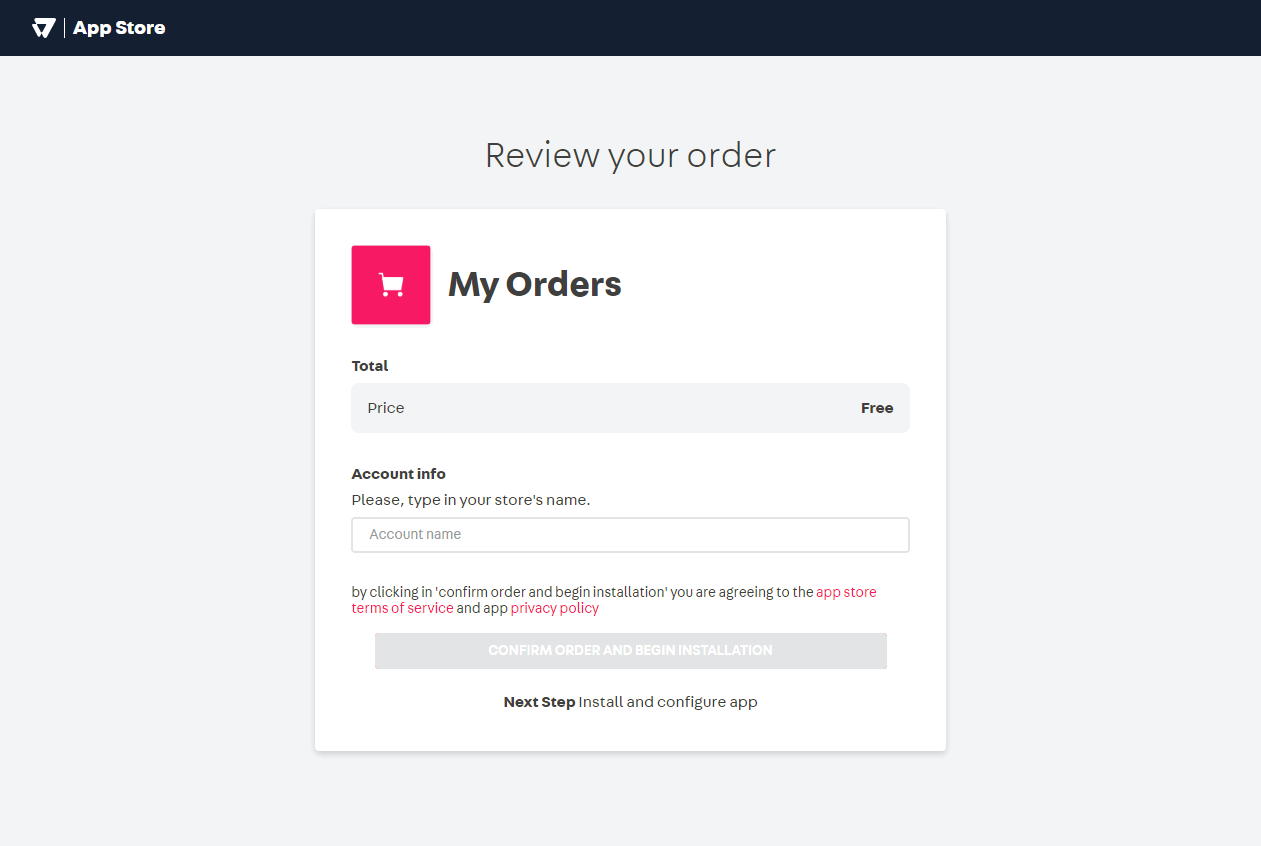 App Store
Review your order
My Orders
Total
Price Free
Account info
Please, type in your store's name.
Account name
by clicking in 'confirm order and begin installation' you are agreeing to the app store
terms of service and app privacy policy
CONFIRM ORDER AND BEGIN INSTALLATION
Next Step Install and configure app